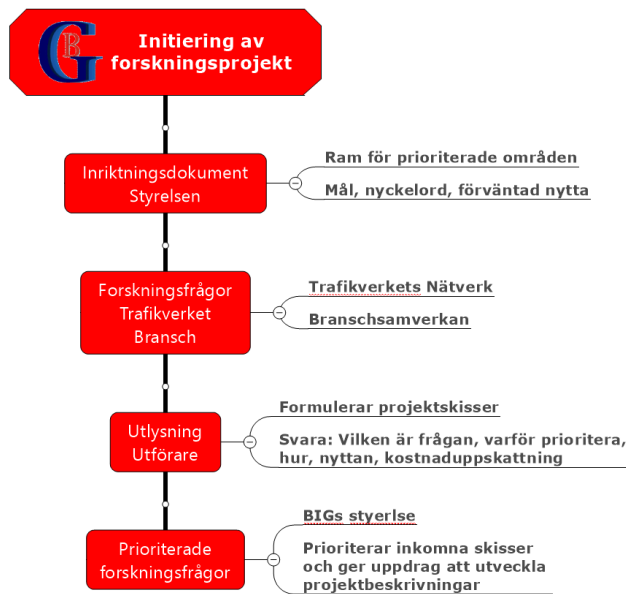 B
G
Initiering av
forskningsprojekt
Inriktningsdokument
Styrelsen
Ram för prioriterade områden
Mål, nyckelord, förväntad nytta
Forskningsfrågor
Trafikverket
Bransch
Trafikverkets Nätverk
Branschsamverkan
Utlysning
Utförare
Formulerar projektskisser
Svara: Vilken är frågan, varför prioritera,
hur, nyttan, kostnaduppskattning
Prioriterade
forskningsfrågor
BIGs styerlse
Prioriterar inkomna skisser
och ger uppdrag att utveckla
projektbeskrivningar